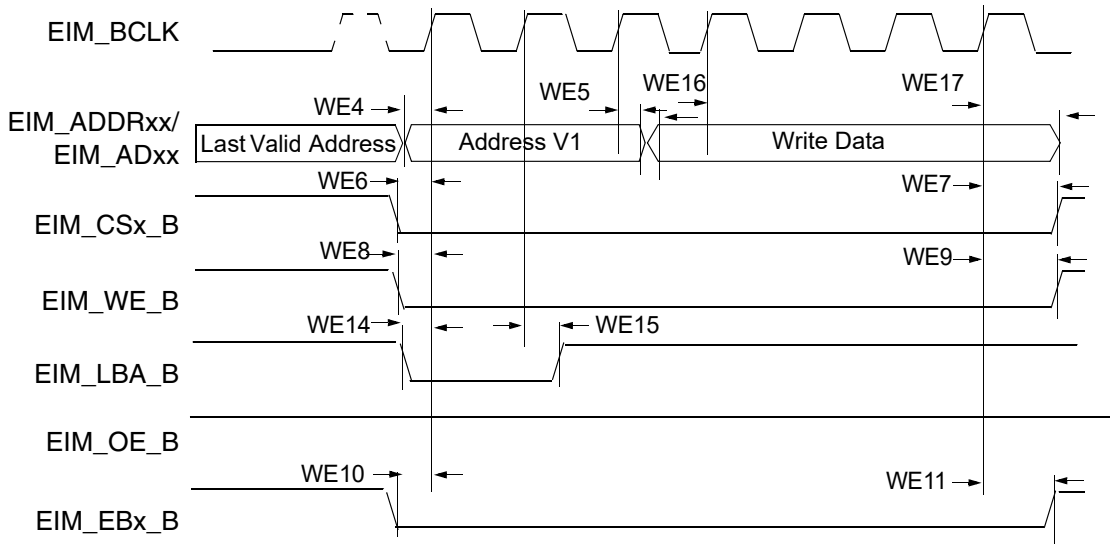 EIM_BCLK
WE5
WE16
WE17
WE4
EIM_ADDRxx/
EIM_ADxx
Last Valid Address
Address V1
Write Data
WE6
WE7
EIM_CSx_B
WE8
WE9
EIM_WE_B
WE14
WE15
EIM_LBA_B
EIM_OE_B
WE10
WE11
EIM_EBx_B